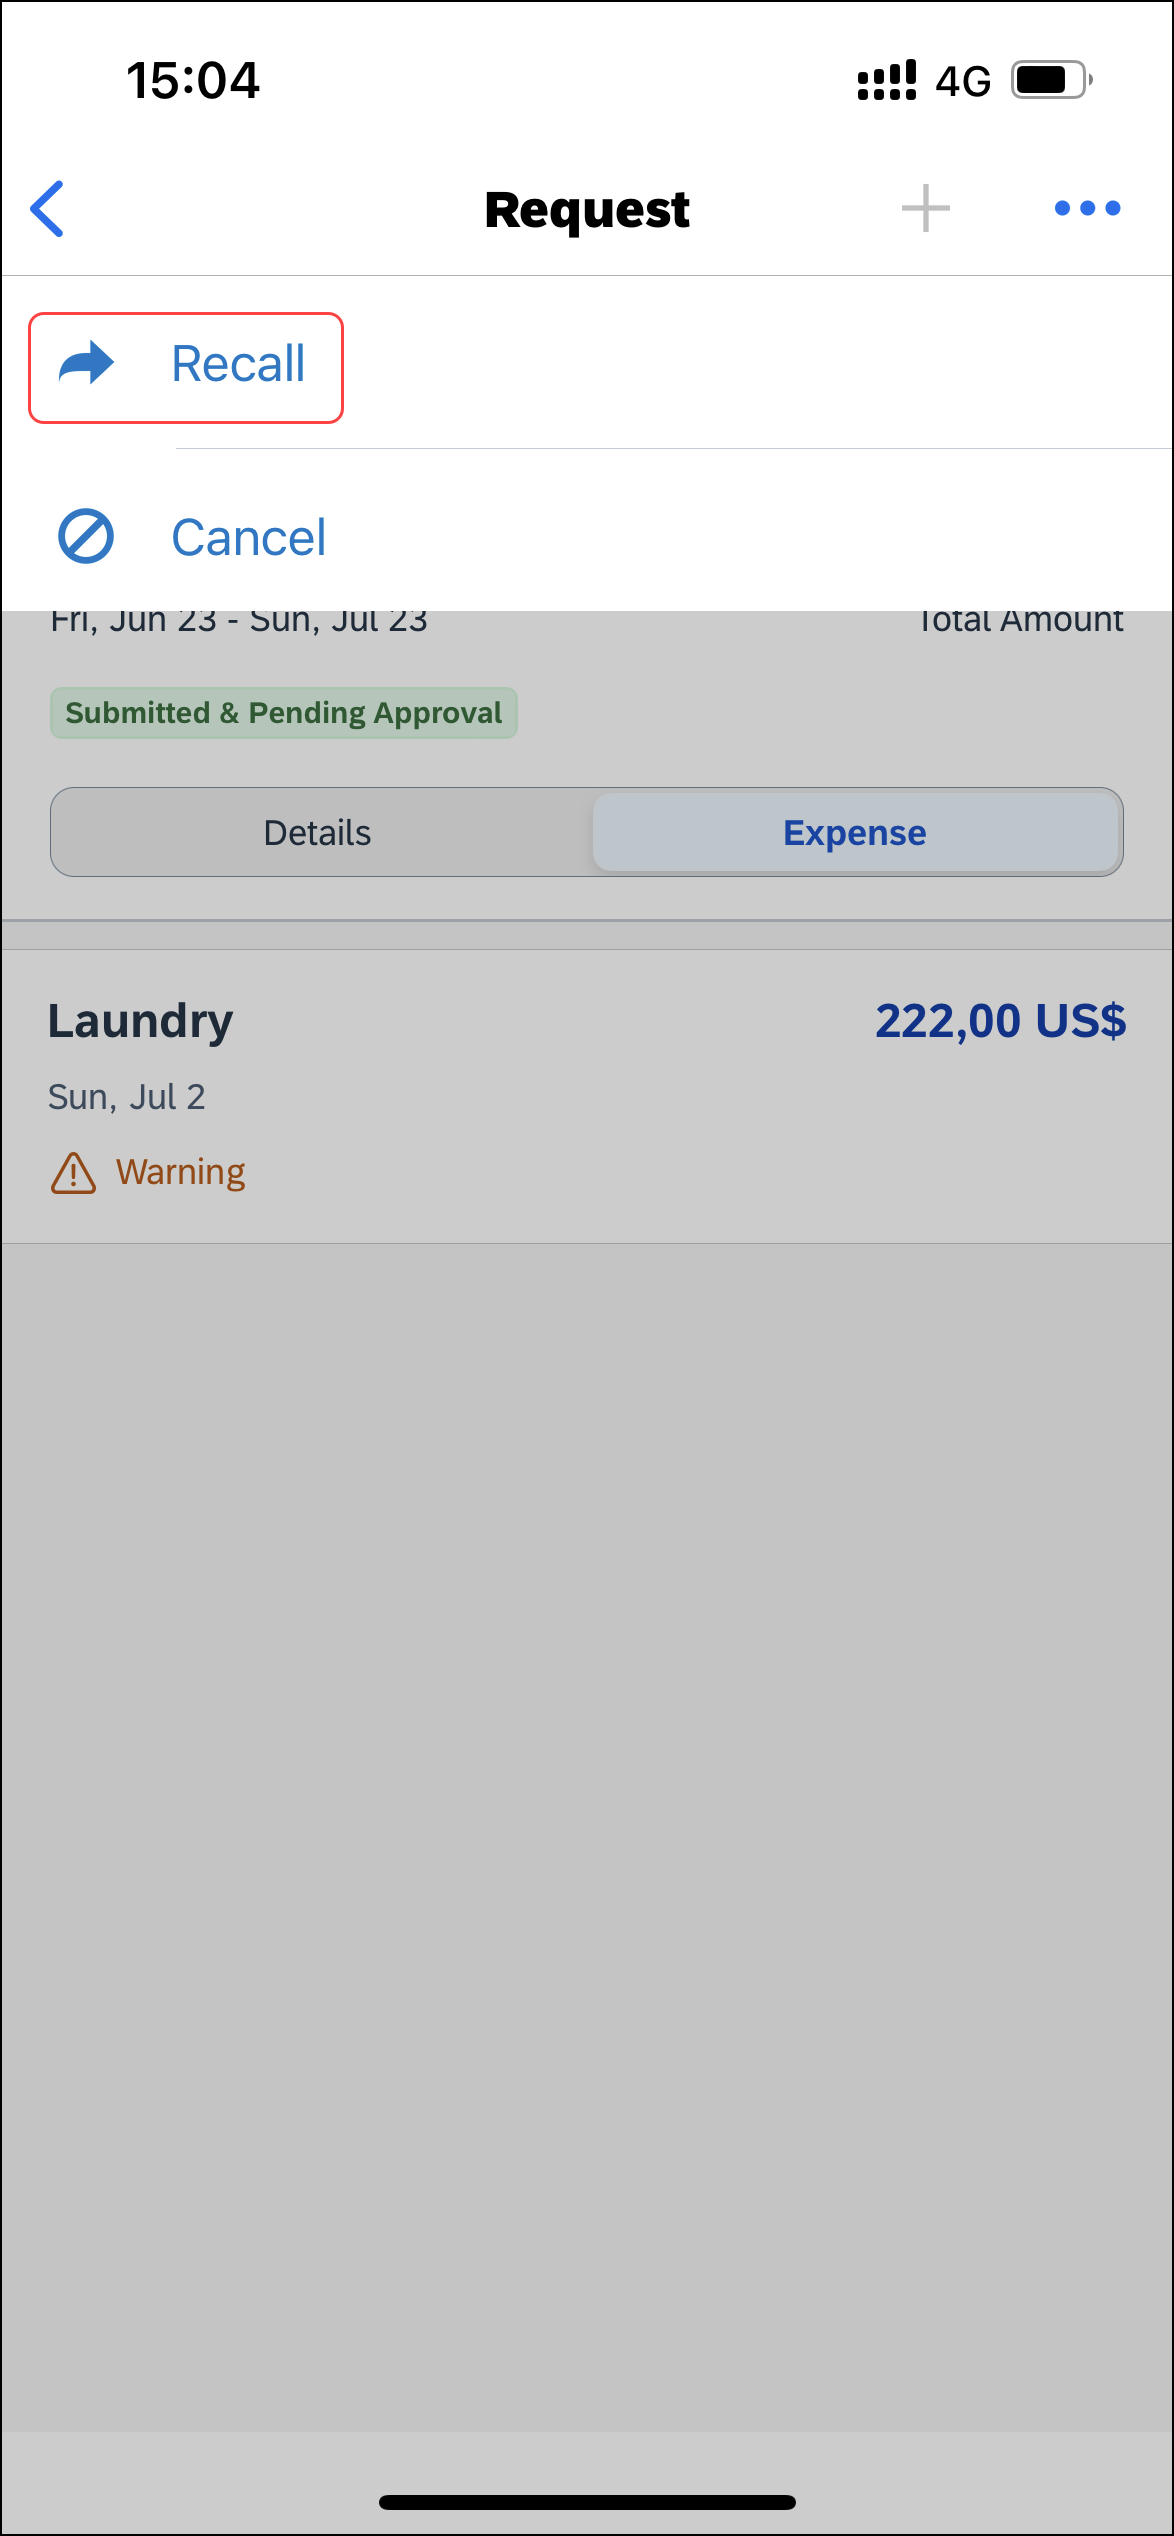 15:04 4G
Request
Recall
Cancel
Fri, Jun 23 - Sun, Jul 23 Total Amount
Submitted & Pending Approval
Details Expense
Laundry 222,00 US$
Sun, Jul 2
Warning